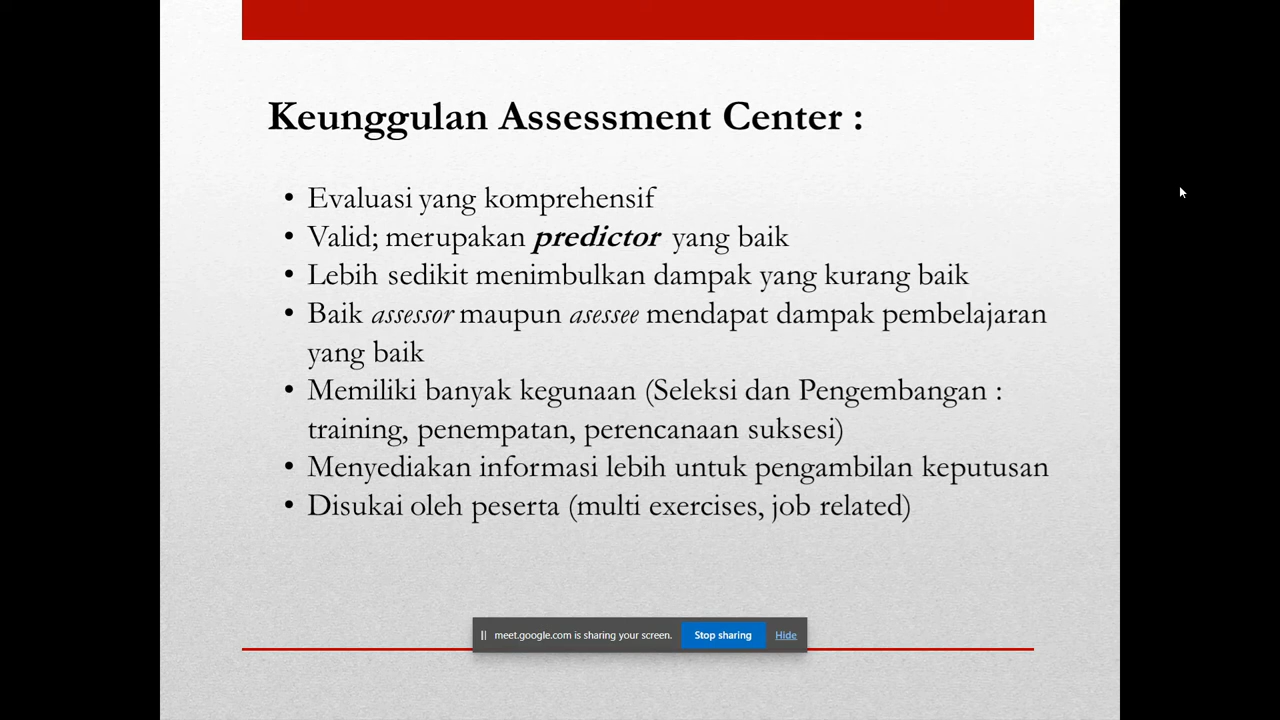 Keunggulan Assessment Center :
• Evaluasi yang komprehensif
• Valid; merupakan predictor yang baik
• Lebih sedikit menimbulkan dampak yang kurang baik
• Baik assessor maupun asessee mendapat dampak pembelajaran
yang baik
• Memiliki banyak kegunaan (Seleksi dan Pengembangan :
training, penempatan, perencanaan suksesi)
• Menyediakan informasi lebih untuk pengambilan keputusan
• Disukai oleh peserta (multi exercises, job related)
meet.google.com is sharing your screen. Stop sharing Hide